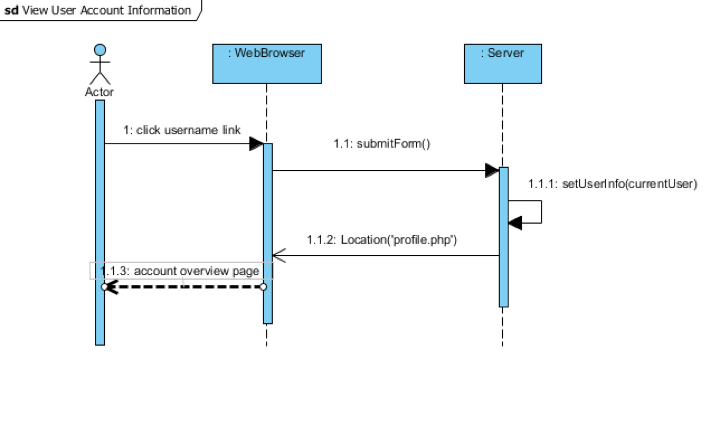 sd View User Account Information
: WebBrowser
: Server
Actor
1: click username link
1.1: submitForm()
1.1.1: setUserInfo(currentUser)
1.1.2: Location("profile.php")
1.1.3: account overview page